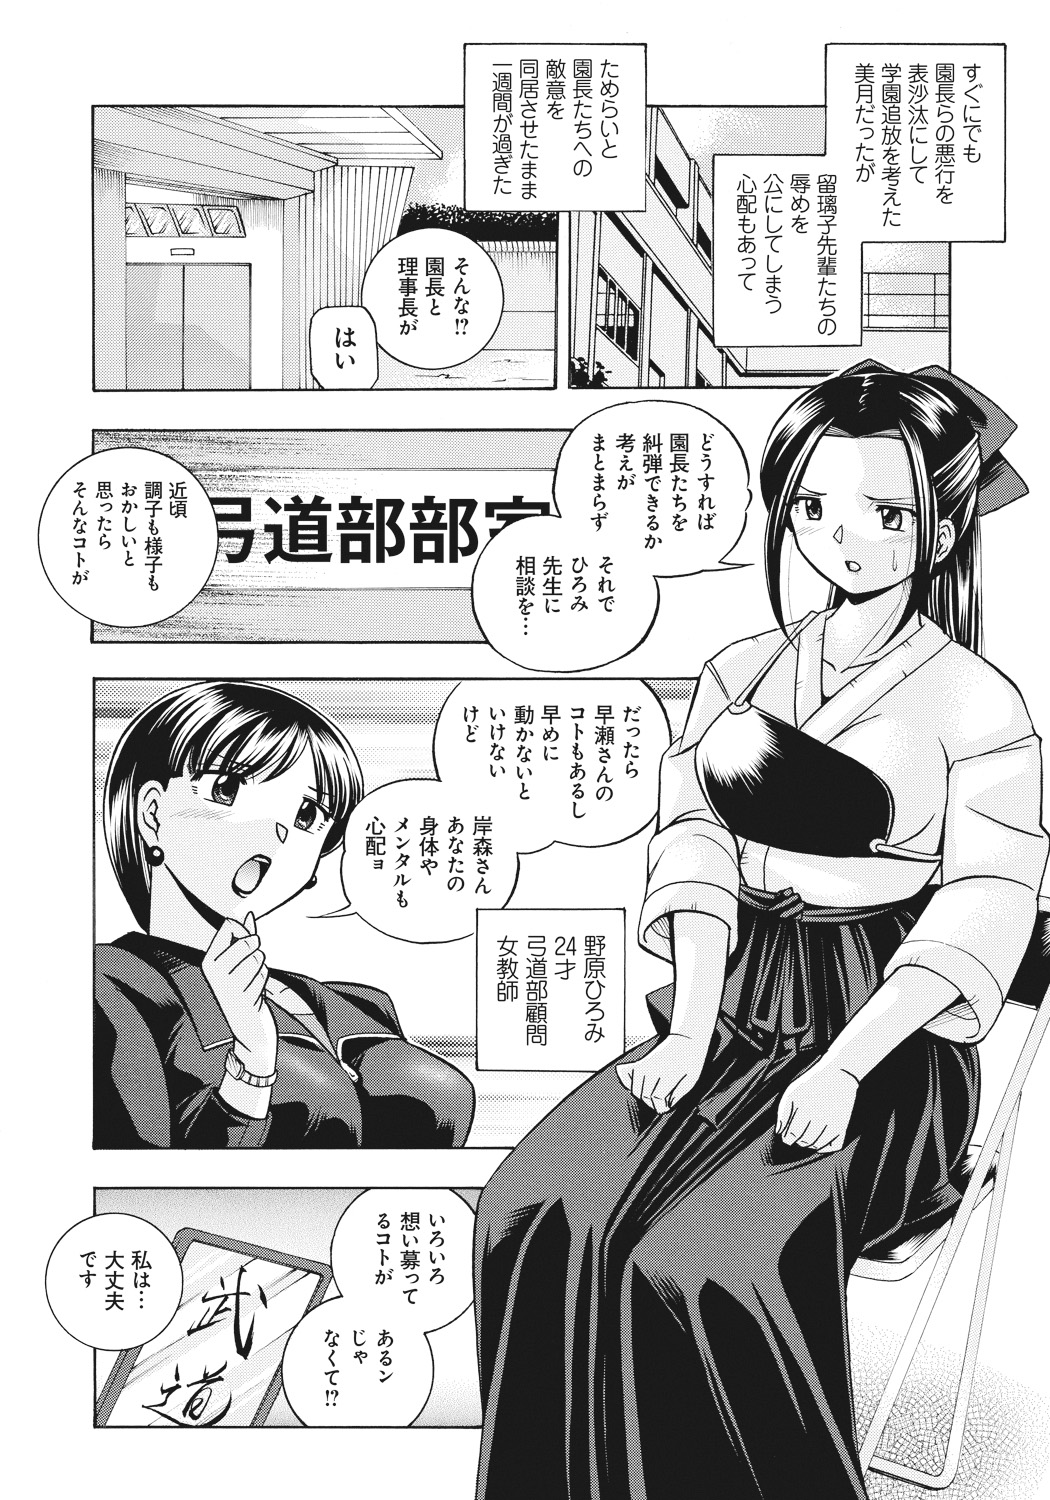 すぐにでも
園長らの悪行を
表沙汰にして
学園追放を考えた
美月だったが
留璃子先輩たちの
辱めを
公にしてしまう
心配もあって
ためらいと
園長たちへの
敵意を
同居させたまま
一週間が過ぎた
そんな!?
園長と
理事長が
はい
どうすれば
園長たちを
糾弾できるか
考えが
まとまらず
それで
ひろみ
先生に
相談を…
弓道部部室
近頃
調子も様子も
おかしいと
思ったら
そんなコトが
だったら
早瀬さんの
コトもあるし
早めに
動かないと
いけない
けど
岸森さん
あなたの
身体や
メンタルも
心配ョ
野原ひろみ
24才
弓道部顧問
女教師
いろいろ
想い募って
るコトが
あるン
じゃ
なくて!?
武道
私は…
大丈夫
です